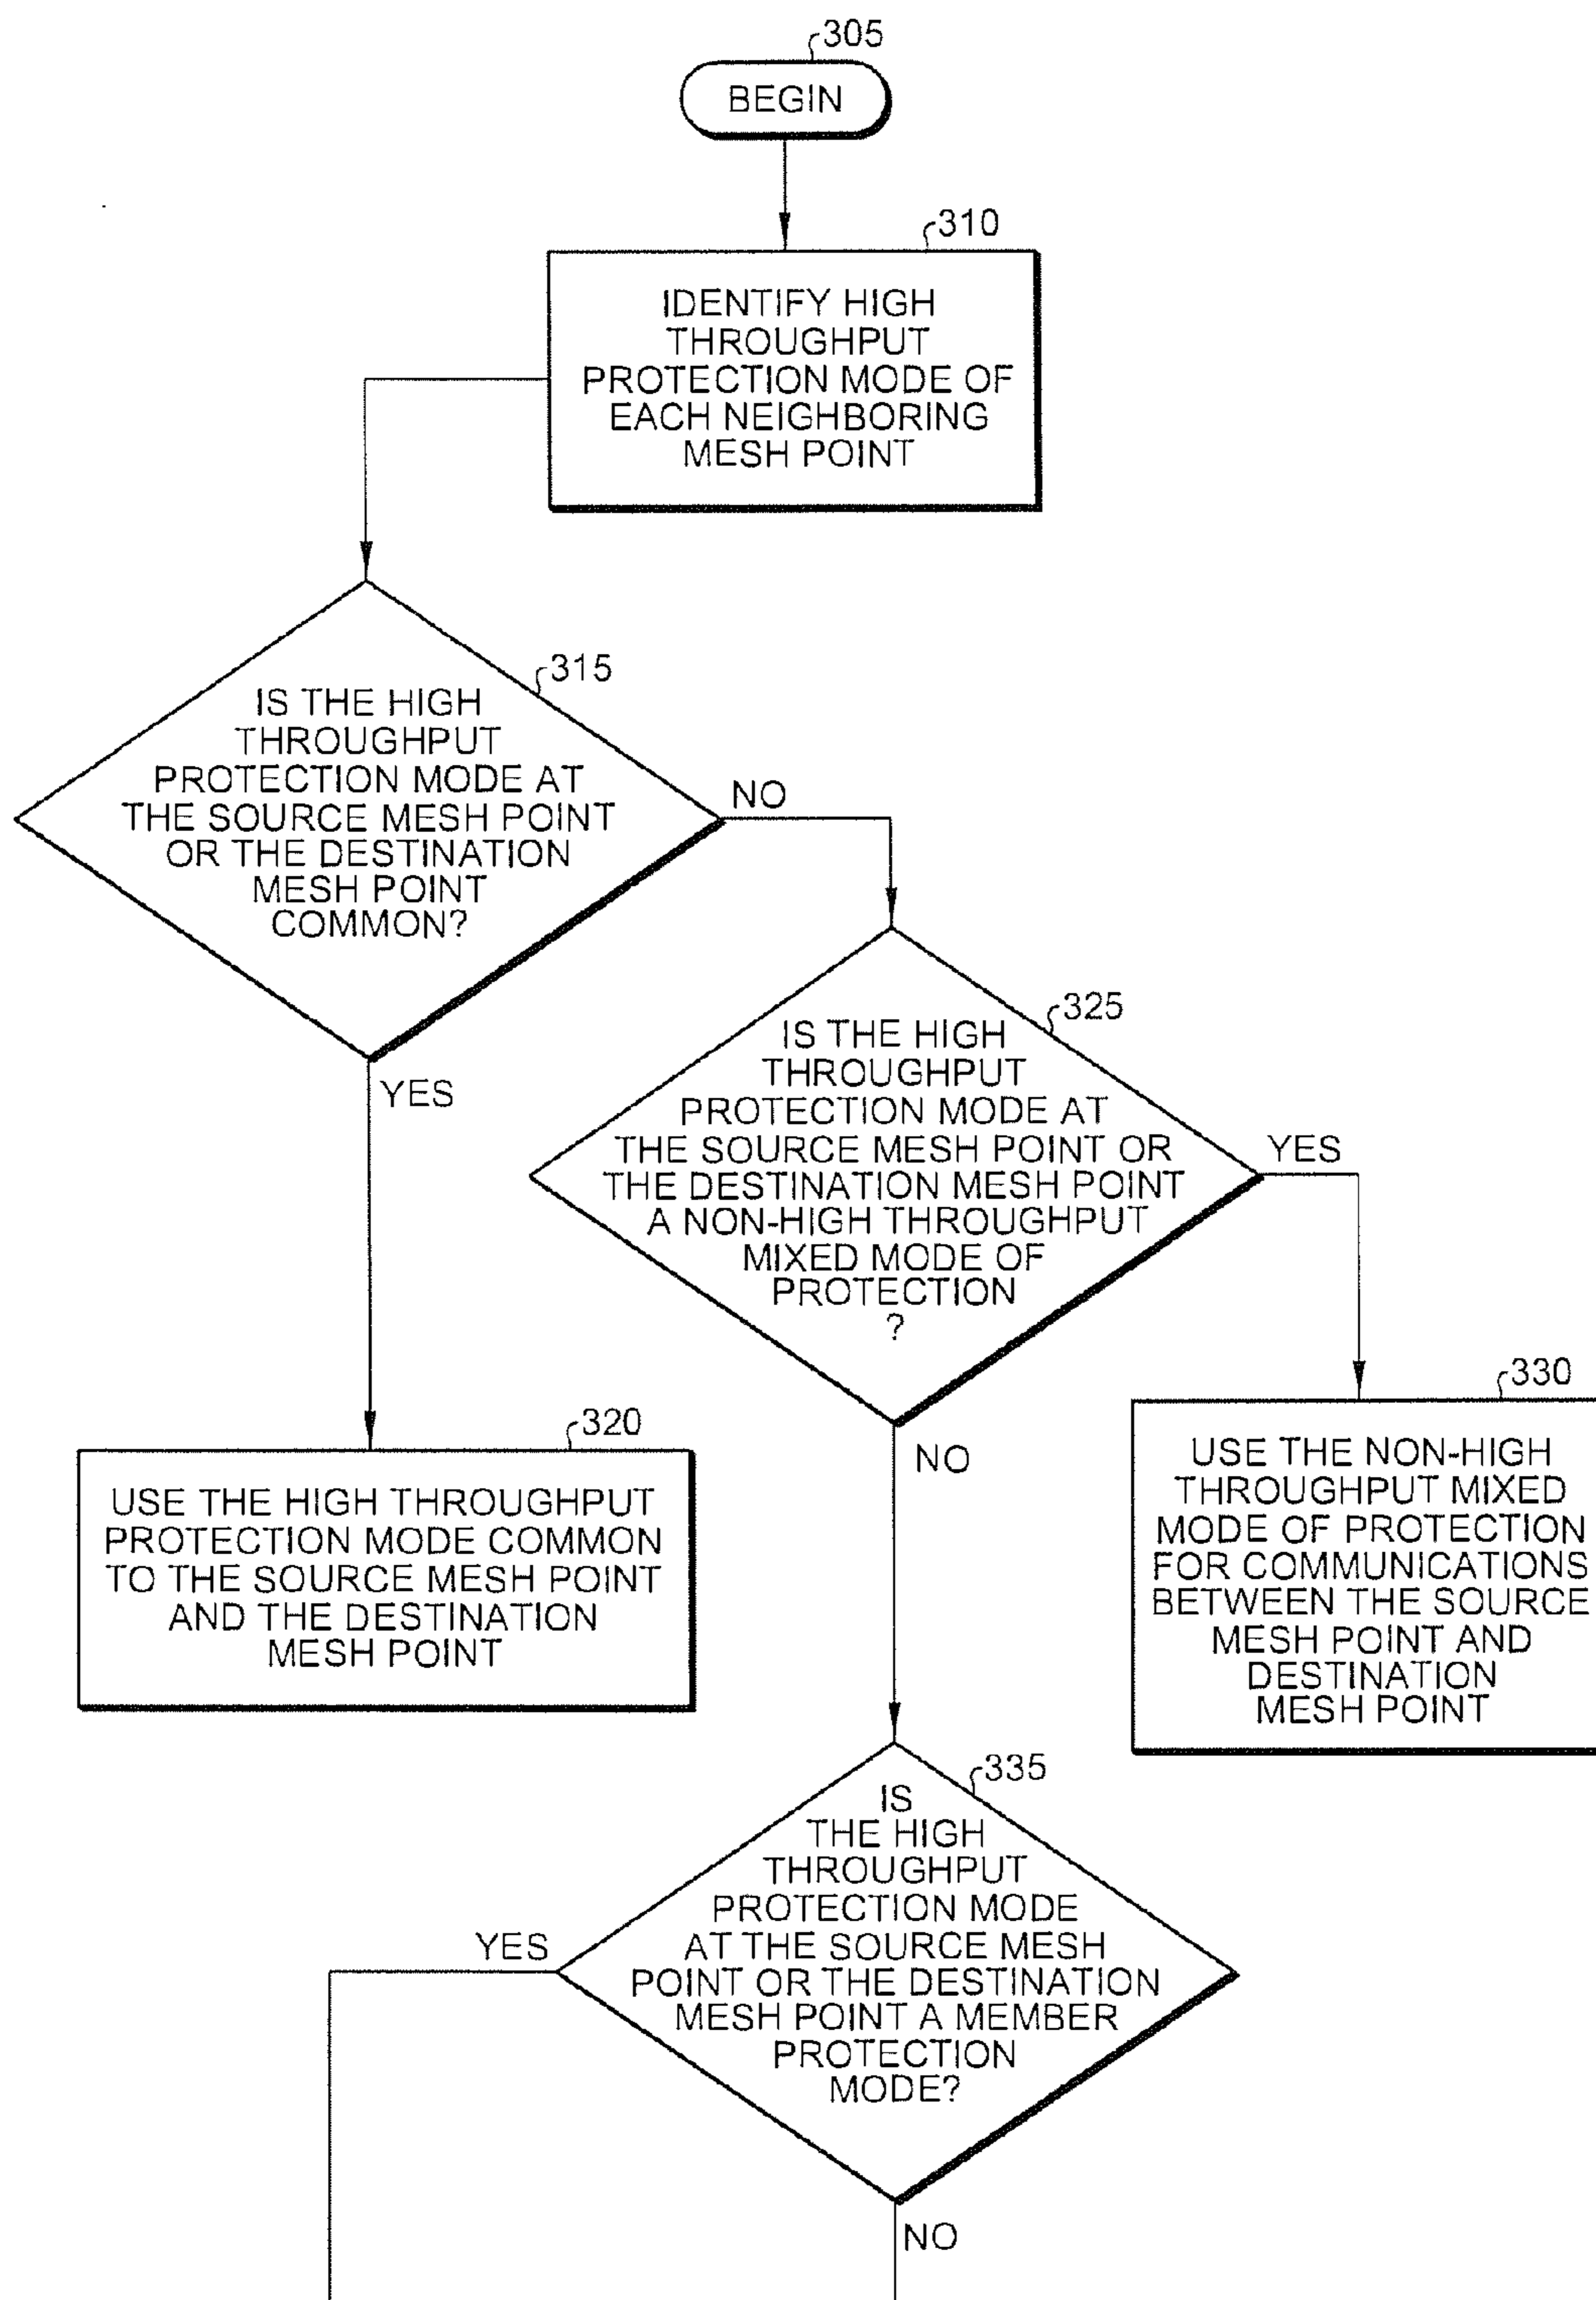 305
BEGIN
310
IDENTIFY HIGH
THROUGHPUT
PROTECTION MODE OF
EACH NEIGHBORING
MESH POINT
315
IS THE HIGH
THROUGHPUT
PROTECTION MODE AT
THE SOURCE MESH POINT
OR THE DESTINATION
MESH POINT
COMMON?
NO
YES
325
IS THE HIGH
THROUGHPUT
PROTECTION MODE AT
THE SOURCE MESH POINT OR
THE DESTINATION MESH POINT
A NON-HIGH THROUGHPUT
MIXED MODE OF
PROTECTION
?
YES
NO
320
USE THE HIGH THROUGHPUT
PROTECTION MODE COMMON
TO THE SOURCE MESH POINT
AND THE DESTINATION
MESH POINT
330
USE THE NON-HIGH
THROUGHPUT MIXED
MODE OF PROTECTION
FOR COMMUNICATIONS
BETWEEN THE SOURCE
MESH POINT AND
DESTINATION
MESH POINT
335
IS
THE HIGH
THROUGHPUT
PROTECTION MODE
AT THE SOURCE MESH
POINT OR THE DESTINATION
MESH POINT A MEMBER
PROTECTION
MODE?
YES
NO